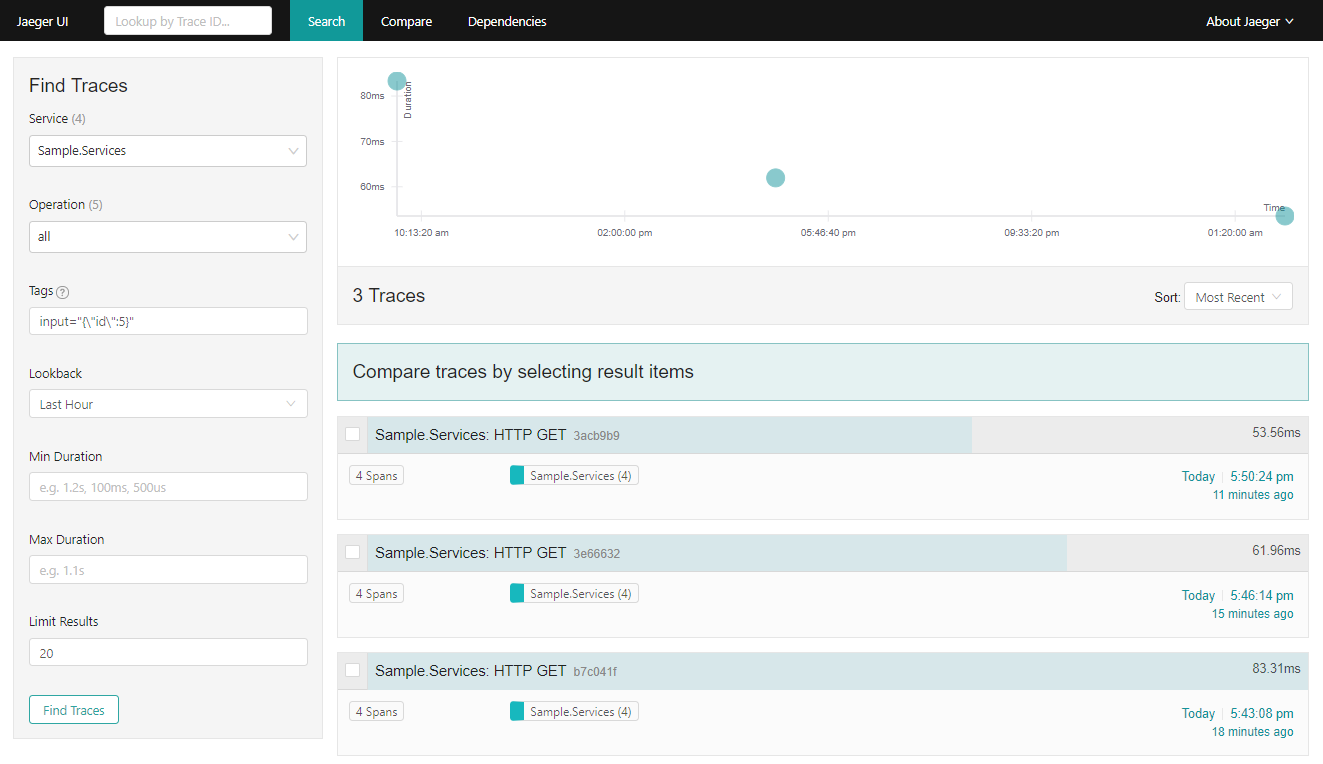 Jaeger UI
Lookup by Trace ID...
Search
Compare
Dependencies
About Jaeger
Find Traces
Service (4)
Sample.Services
Operation (5)
all
Tags ?
input="{\"id\":5}"
Lookback
Last Hour
Min Duration
e.g. 1.2s, 100ms, 500us
Max Duration
e.g. 1.1s
Limit Results
20
Find Traces
Duration
80ms
70ms
60ms
Time
10:13:20 am
02:00:00 pm
05:46:40 pm
09:33:20 pm
01:20:00 am
3 Traces
Sort: Most Recent
Compare traces by selecting result items
Sample.Services: HTTP GET 3acb9b9
53.56ms
4 Spans
Sample.Services (4)
Today 5:50:24 pm
11 minutes ago
Sample.Services: HTTP GET 3e66632
61.96ms
4 Spans
Sample.Services (4)
Today 5:46:14 pm
15 minutes ago
Sample.Services: HTTP GET b7c041f
83.31ms
4 Spans
Sample.Services (4)
Today 5:43:08 pm
18 minutes ago